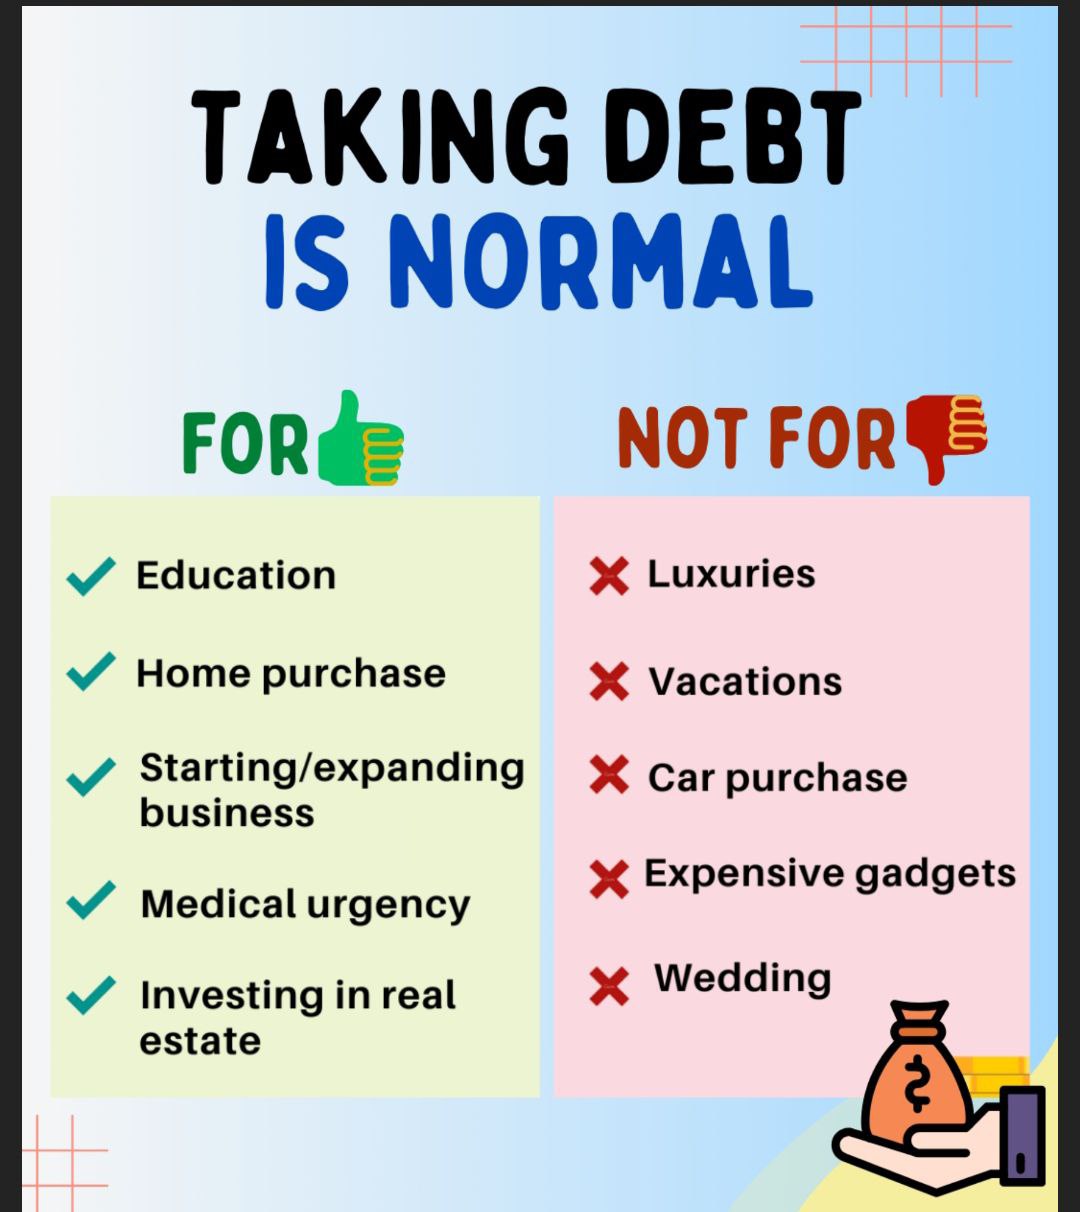 TAKING DEBT
IS NORMAL
FOR
Education
Home purchase
Starting/expanding
business
Medical urgency
Investing in real
estate
NOT FOR
Luxuries
Vacations
Car purchase
Expensive gadgets
Wedding
$